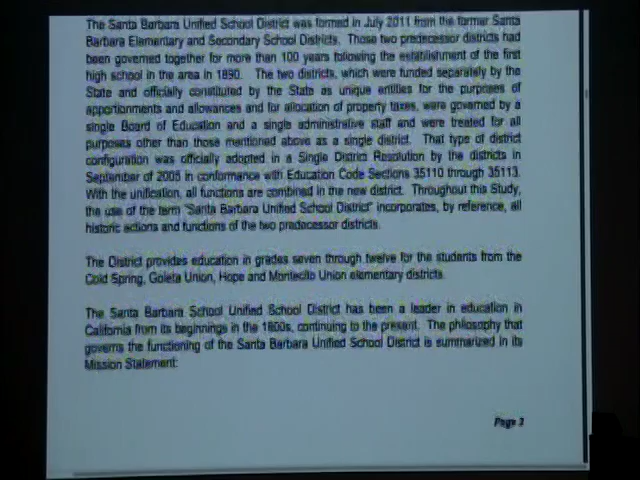 The Santa Barbara Unified School District was formed in July 2011 from the former Santa
Barbara Elementary and Secondary School Districts. Those two predecessor districts had
been governed together for more than 100 years following the establishment of the first
high school in the area in 1890. The two districts, which were funded separately by the
State and officially constituted by the State as unique entities for the purposes of
apportionments and allowances and for allocation of property taxes, were governed by a
single Board of Education and a single administrative staff and were treated for all
purposes other than those mentioned above as a single district. That type of district
configuration was officially adopted in a Single District Resolution by the districts in
September of 2005 in conformance with Education Code Sections 35110 through 35113.
With the unification, all functions are combined in the new district. Throughout this Study,
the use of the term "Santa Barbara Unified School District" incorporates, by reference, all
historic actions and functions of the two predecessor districts.
The District provides education in grades seven through twelve for the students from the
Cold Spring, Goleta Union, Hope and Montecito Union elementary districts.
The Santa Barbara School Unified School District has been a leader in education in
California from its beginnings in the 1800s, continuing to the present. The philosophy that
governs the functioning of the Santa Barbara Unified School District is summarized in its
Mission Statement:
Page 3